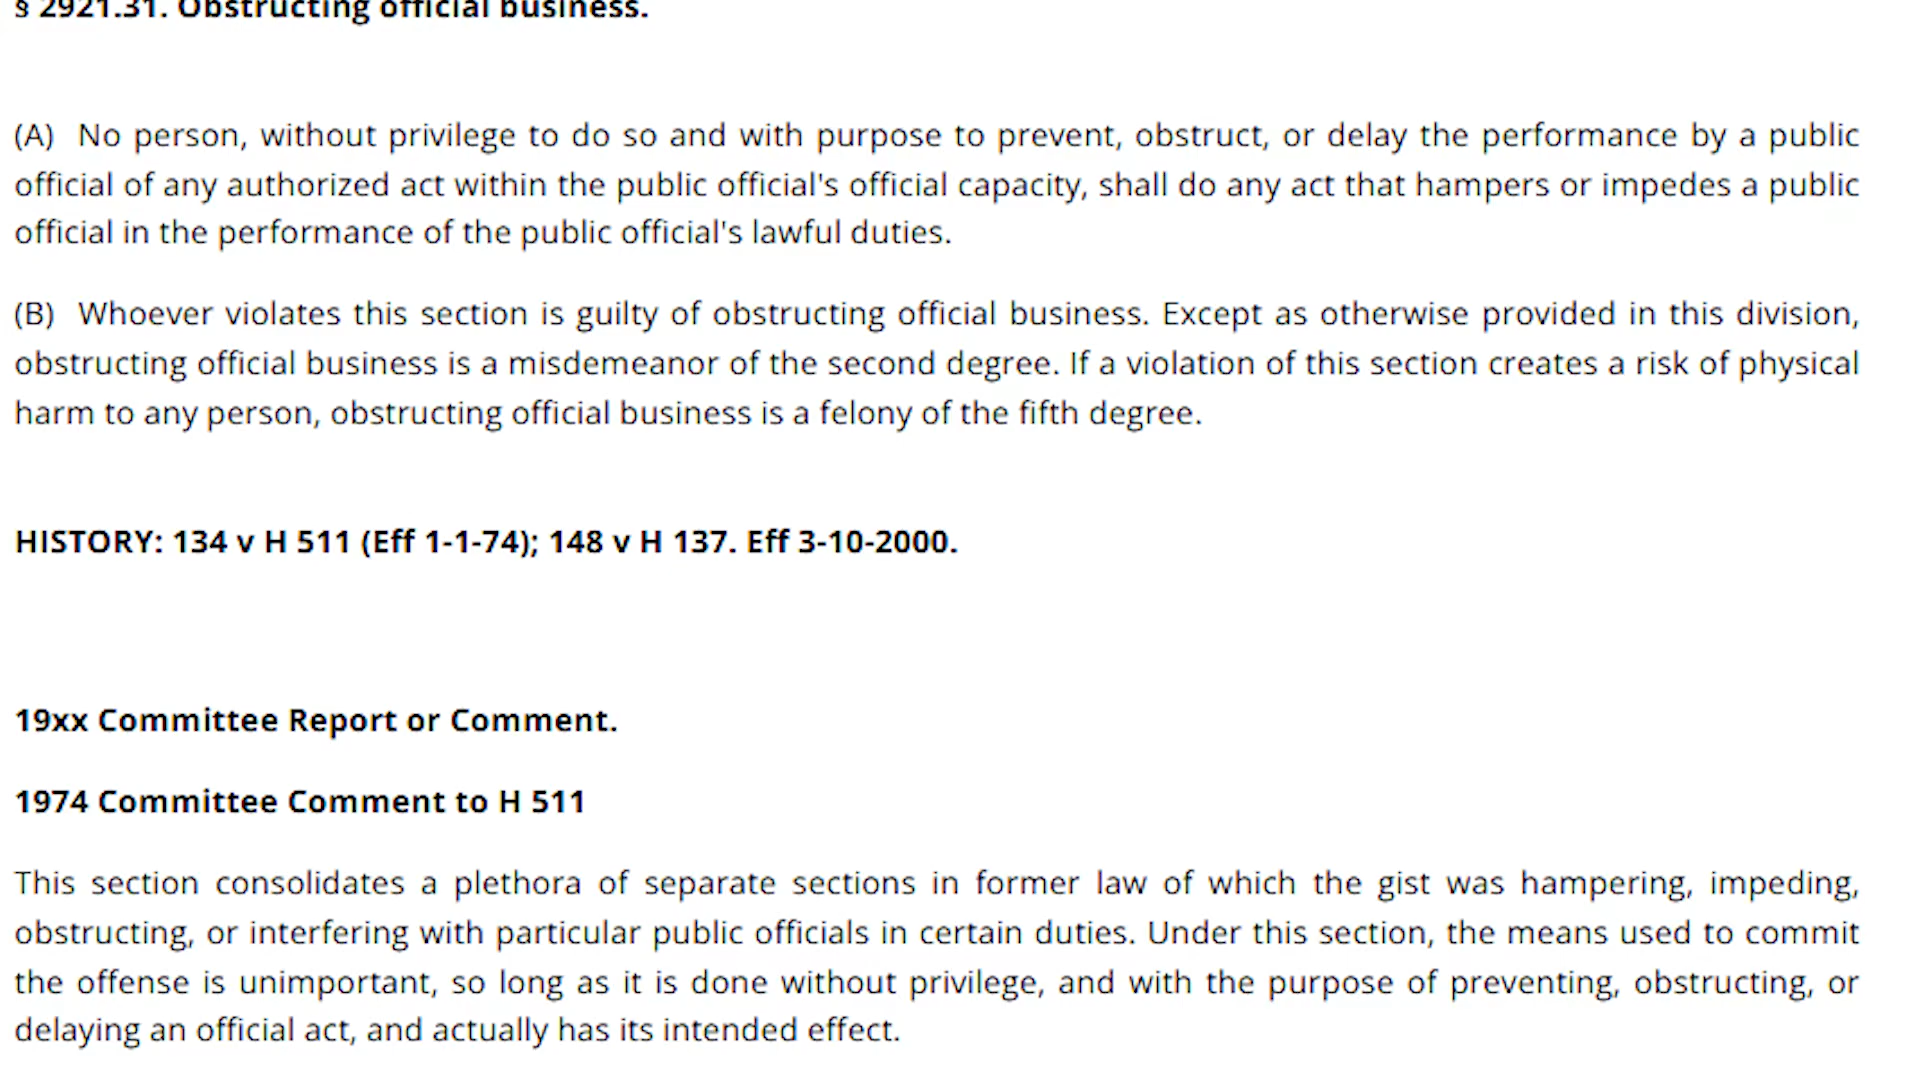 § 2921.31. Obstructing official business.
(A) No person, without privilege to do so and with purpose to prevent, obstruct, or delay the performance by a public
official of any authorized act within the public official's official capacity, shall do any act that hampers or impedes a public
official in the performance of the public official's lawful duties.
(B) Whoever violates this section is guilty of obstructing official business. Except as otherwise provided in this division,
obstructing official business is a misdemeanor of the second degree. If a violation of this section creates a risk of physical
harm to any person, obstructing official business is a felony of the fifth degree.
HISTORY: 134 v H 511 (Eff 1-1-74); 148 v H 137. Eff 3-10-2000.
19xx Committee Report or Comment.
1974 Committee Comment to H 511
This section consolidates a plethora of separate sections in former law of which the gist was hampering, impeding,
obstructing, or interfering with particular public officials in certain duties. Under this section, the means used to commit
the offense is unimportant, so long as it is done without privilege, and with the purpose of preventing, obstructing, or
delaying an official act, and actually has its intended effect.